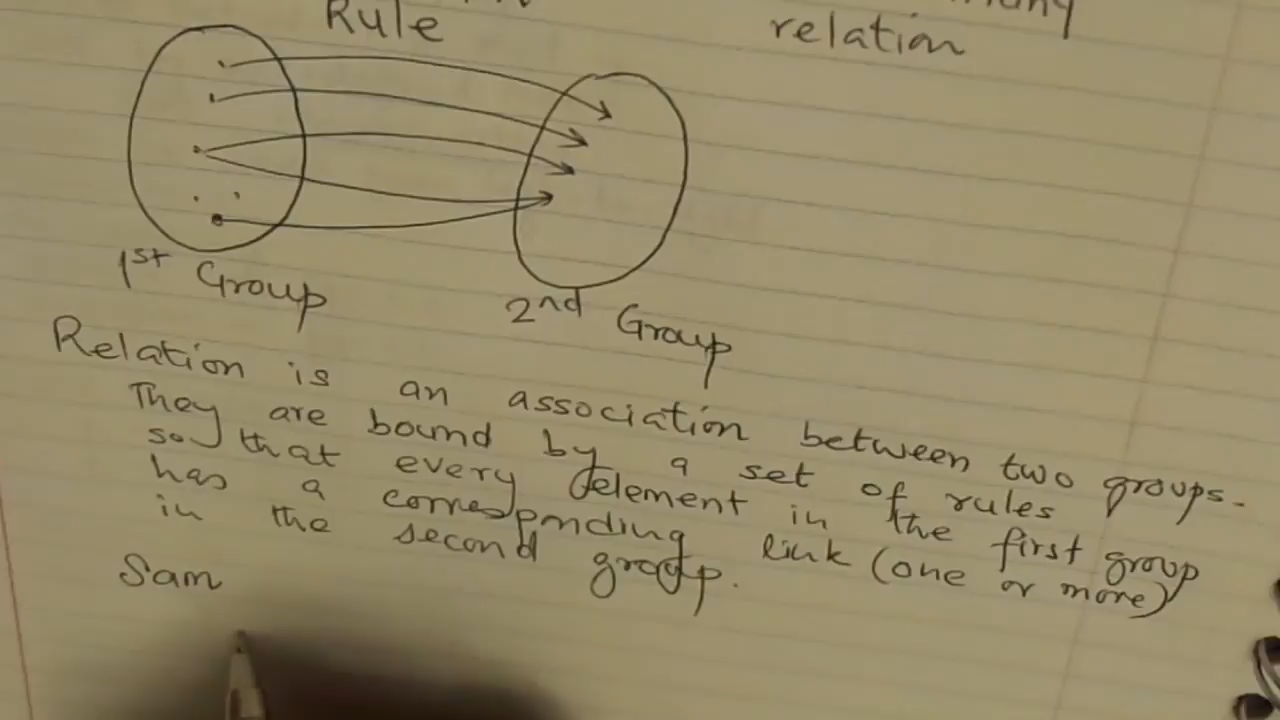 Rule
many
relation
1st Group
2nd Group
Relation is an association between two groups.
They are bound by a set of rules
so that every element in the first group
has a corresponding link (one or more)
in the second group.
Sam